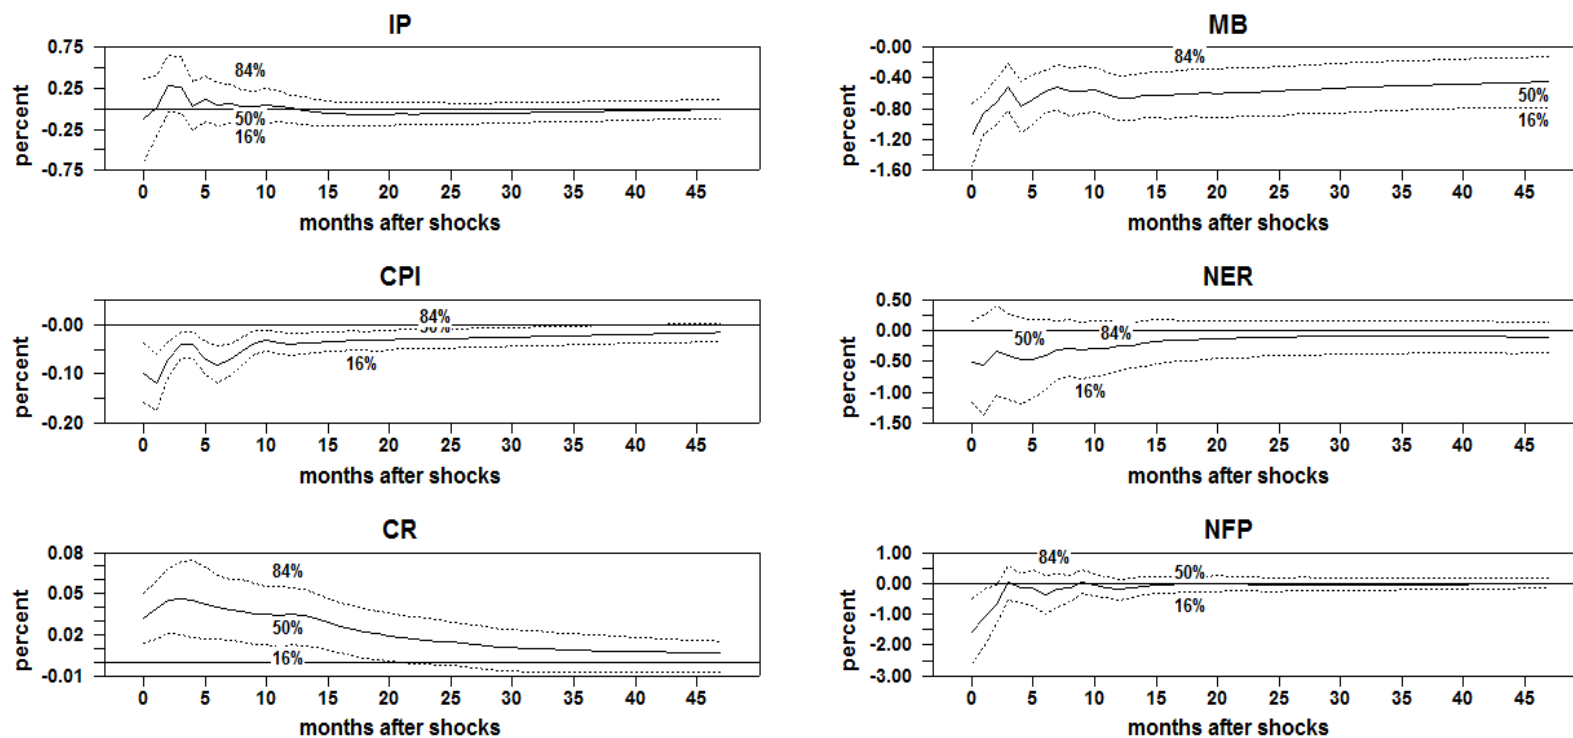 IP
0.75
0.25
-0.25
-0.75
percent
84%
50%
16%
0 5 10 15 20 25 30 35 40 45
months after shocks
MB
-0.00
-0.40
-0.80
-1.20
-1.60
percent
84%
50%
16%
0 5 10 15 20 25 30 35 40 45
months after shocks
CPI
-0.00
-0.10
-0.20
percent
84%
50%
16%
0 5 10 15 20 25 30 35 40 45
months after shocks
NER
0.50
0.00
-0.50
-1.00
-1.50
percent
50%
84%
16%
0 5 10 15 20 25 30 35 40 45
months after shocks
CR
0.08
0.05
0.02
-0.01
percent
84%
50%
16%
0 5 10 15 20 25 30 35 40 45
months after shocks
NFP
1.00
0.00
-1.00
-2.00
-3.00
percent
84%
50%
16%
0 5 10 15 20 25 30 35 40 45
months after shocks